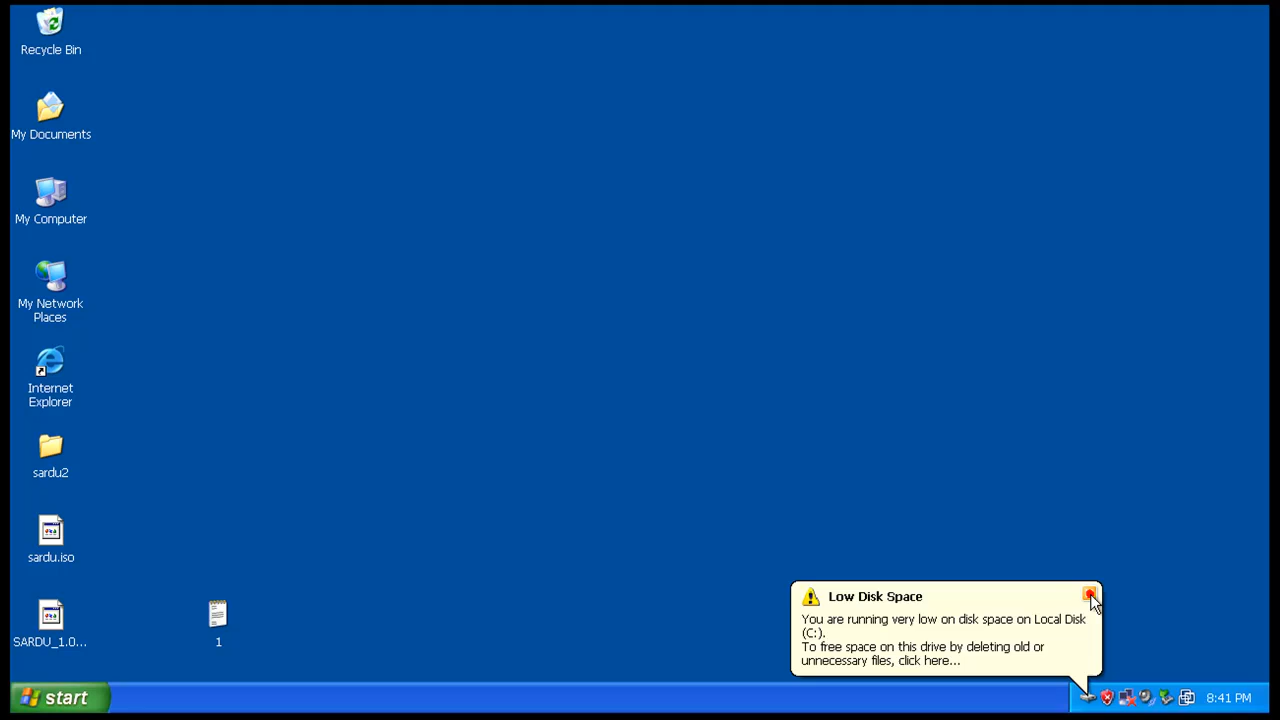 Recycle Bin
My Documents
My Computer
My Network
Places
Internet
Explorer
sardu2
sardu.iso
SARDU_1.0...
1
Low Disk Space
You are running very low on disk space on Local Disk
(C:).
To free space on this drive by deleting old or
unnecessary files, click here...
start
8:41 PM